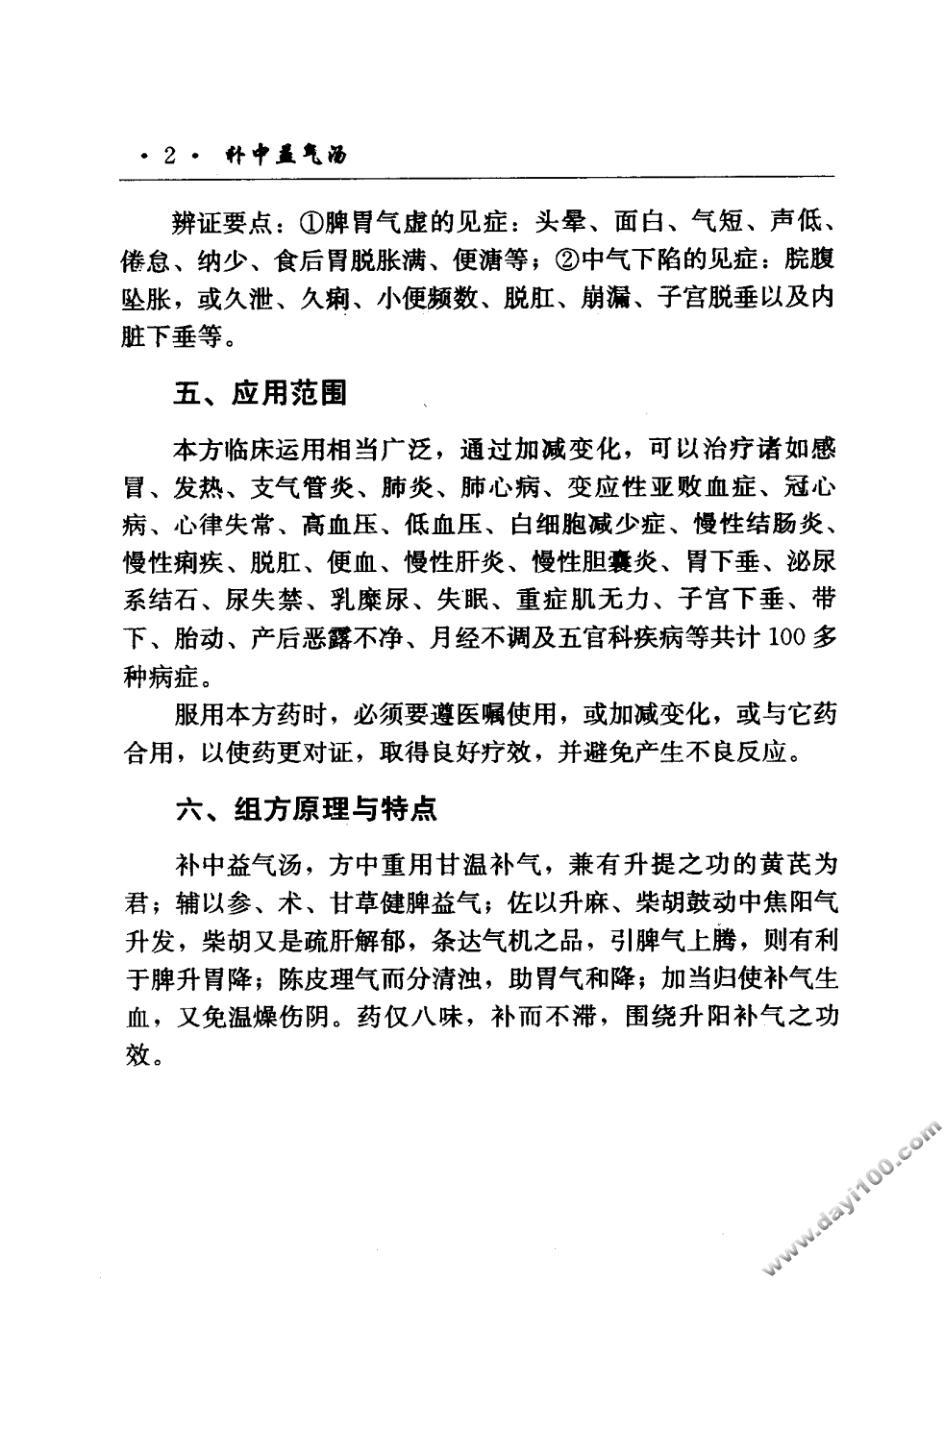 ·2· 补中益气汤
辨证要点：①脾胃气虚的见症：头晕、面白、气短、声低、
倦怠、纳少、食后胃脱胀满、便溏等；②中气下陷的见症：脘腹
坠胀，或久泄、久痢、小便频数、脱肛、崩漏、子宫脱垂以及内
脏下垂等。
五、应用范围
本方临床运用相当广泛，通过加减变化，可以治疗诸如感
冒、发热、支气管炎、肺炎、肺心病、变应性亚败血症、冠心
病、心律失常、高血压、低血压、白细胞减少症、慢性结肠炎、
慢性痢疾、脱肛、便血、慢性肝炎、慢性胆囊炎、胃下垂、泌尿
系结石、尿失禁、乳糜尿、失眠、重症肌无力、子宫下垂、带
下、胎动、产后恶露不净、月经不调及五官科疾病等共计 100 多
种病症。
服用本方药时，必须要遵医嘱使用，或加减变化，或与它药
合用，以使药更对证，取得良好疗效，并避免产生不良反应。
六、组方原理与特点
补中益气汤，方中重用甘温补气，兼有升提之功的黄芪为
君；辅以参、术、甘草健脾益气；佐以升麻、柴胡鼓动中焦阳气
升发，柴胡又是疏肝解郁，条达气机之品，引脾气上腾，则有利
于脾升胃降；陈皮理气而分清浊，助胃气和降；加当归使补气生
血，又免温燥伤阴。药仅八味，补而不滞，围绕升阳补气之功
效。
www.dayi100.com